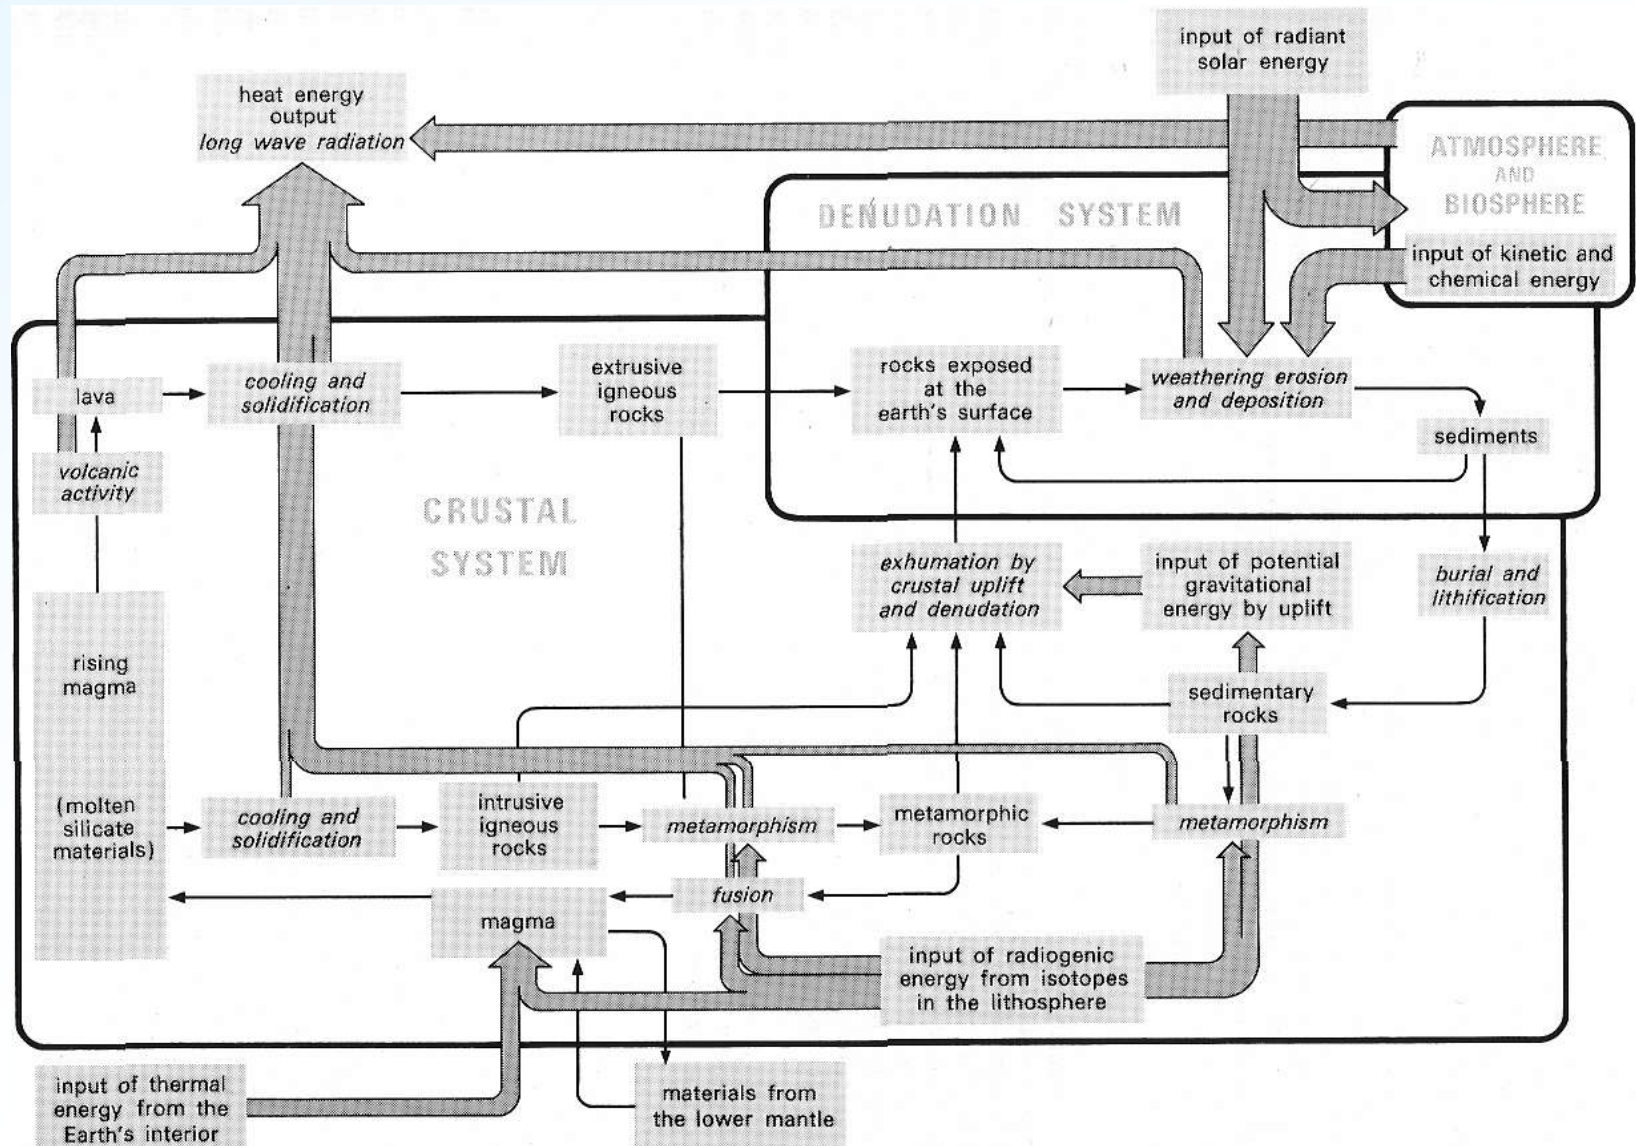 input of radiant
solar energy
heat energy
output
long wave radiation
ATMOSPHERE
AND
BIOSPHERE
DENUDATION SYSTEM
input of kinetic and
chemical energy
lava
cooling and
solidification
extrusive
igneous
rocks
rocks exposed
at the
earth's surface
weathering erosion
and deposition
sediments
volcanic
activity
CRUSTAL
SYSTEM
exhumation by
crustal uplift
and denudation
input of potential
gravitational
energy by uplift
burial and
lithification
rising
magma
sedimentary
rocks
(molten
silicate
materials)
cooling and
solidification
intrusive
igneous
rocks
metamorphism
metamorphic
rocks
metamorphism
fusion
magma
input of radiogenic
energy from isotopes
in the lithosphere
input of thermal
energy from the
Earth's interior
materials from
the lower mantle